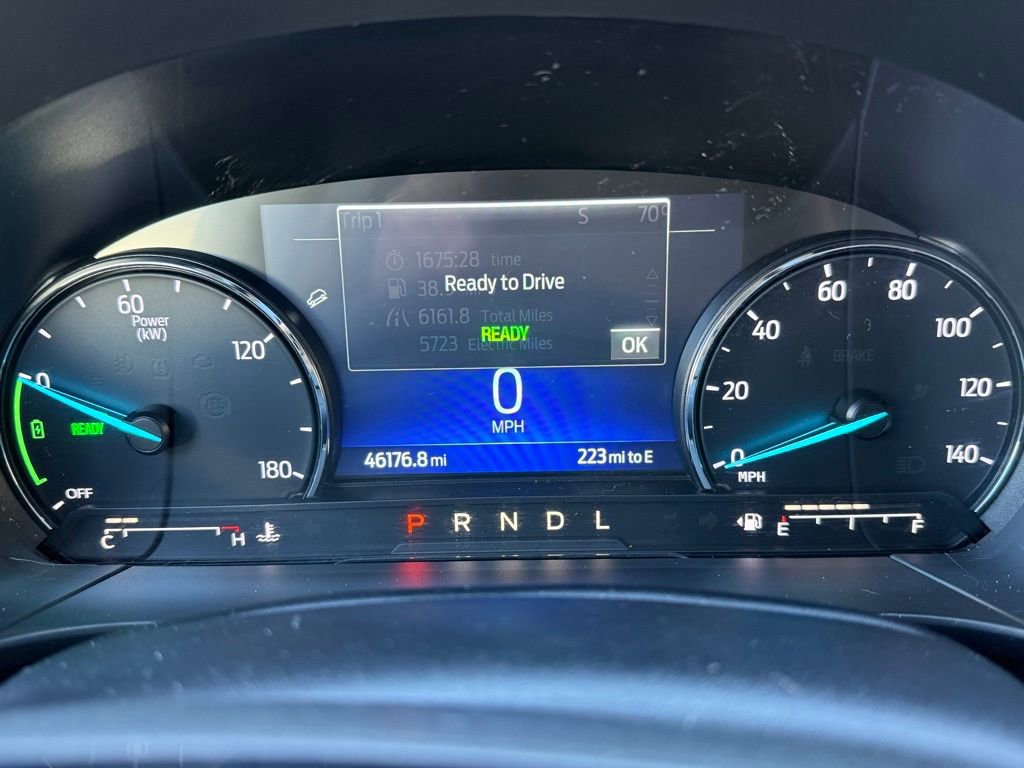 Trip 1 S 70°
1675:28 time
38.9
Ready to Drive
6161.8 Total Miles
READY
5723 Electric Miles
OK
0
MPH
46176.8 mi 223 mi to E
60
Power
(kW)
120
0
READY
180
OFF
60 80
40 100
20 BRAKE 120
0 140
MPH
C H
P R N D L
E F